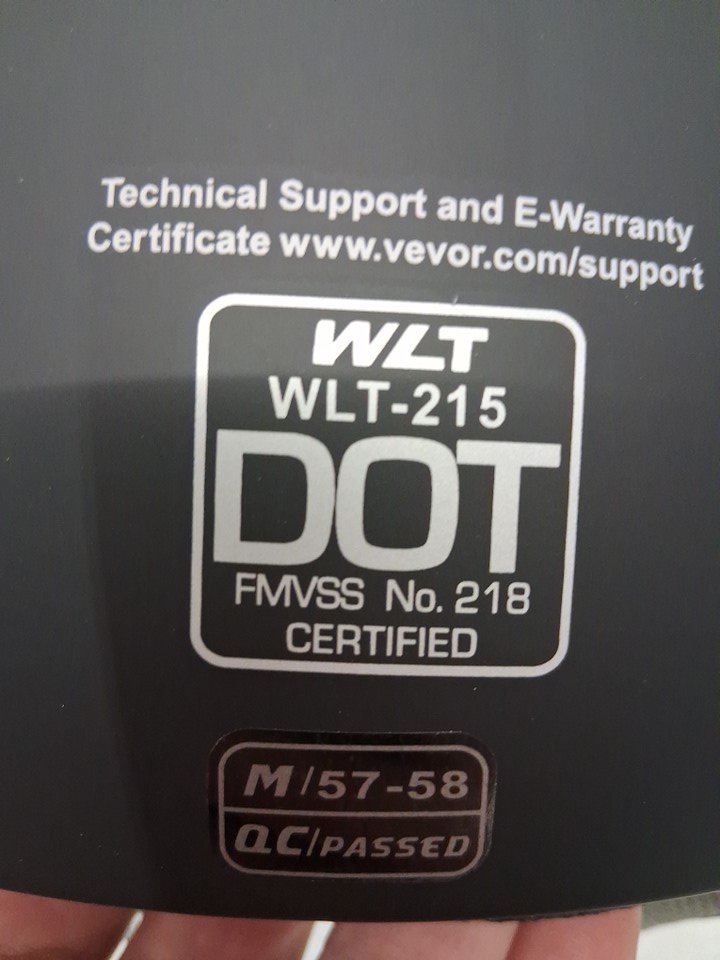 Technical Support and E-Warranty
Certificate www.vevor.com/support
WLT
WLT-215
DOT
FMVSS No. 218
CERTIFIED
M/57-58
QC/PASSED